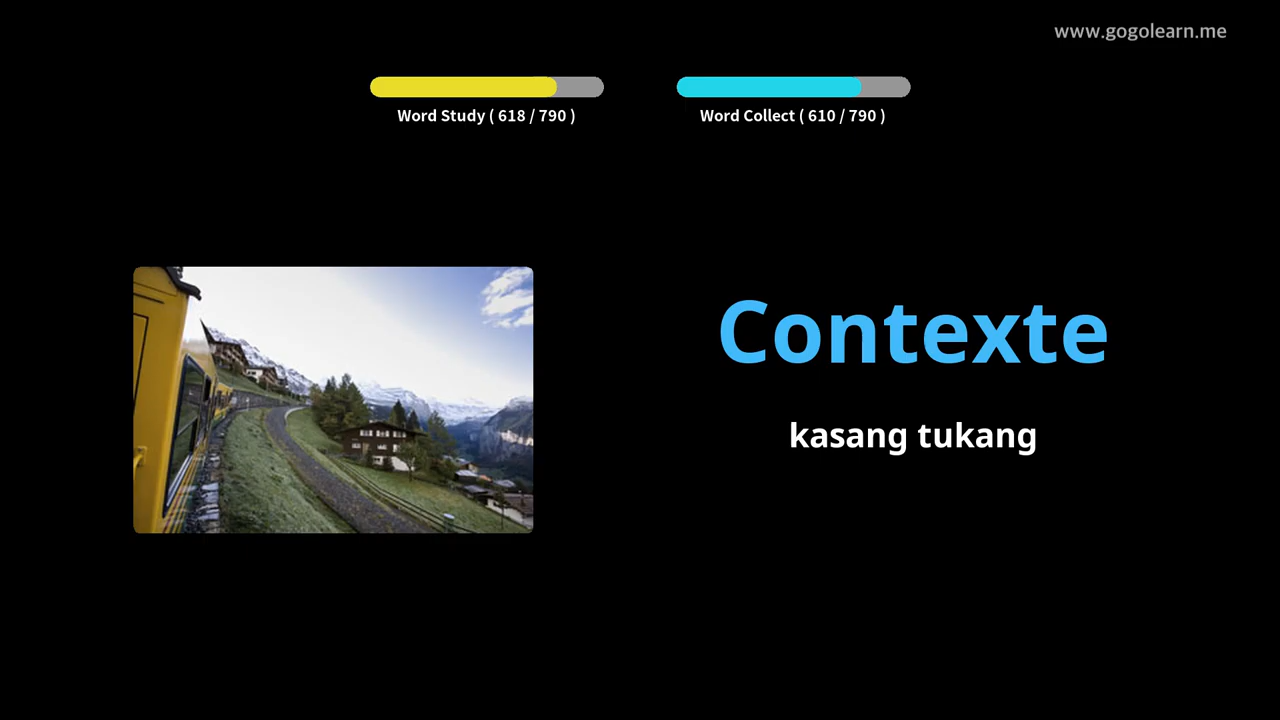 www.gogolearn.me
Word Study ( 618 / 790 )
Word Collect ( 610 / 790 )
Contexte
kasang tukang